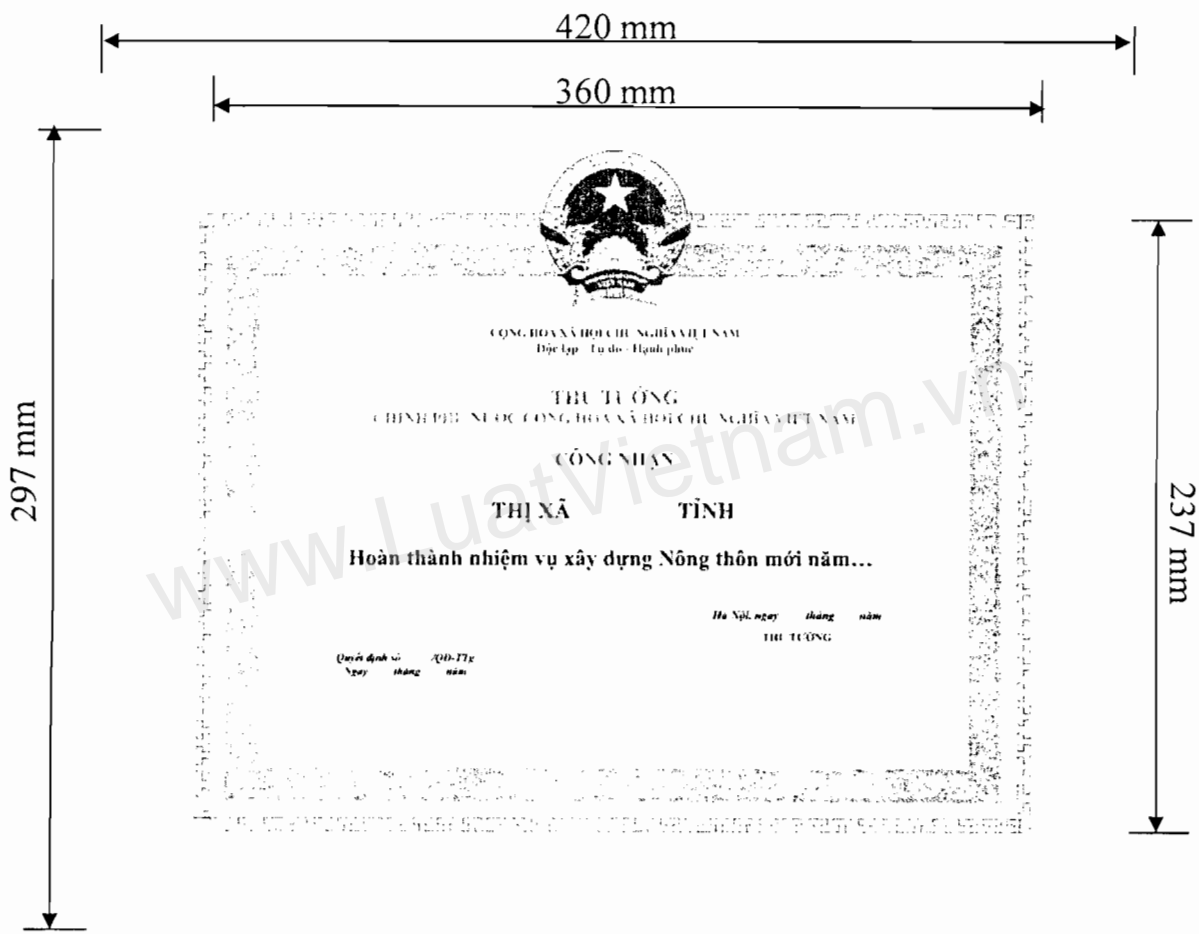 420 mm
360 mm
CỘNG HÒA XÃ HỘI CHỦ NGHĨA VIỆT NAM
Độc lập - Tự do - Hạnh phúc
THỦ TƯỚNG
CHÍNH PHỦ NƯỚC CỘNG HÒA XÃ HỘI CHỦ NGHĨA VIỆT NAM
CÔNG NHẬN
THỊ XÃ TỈNH
Hoàn thành nhiệm vụ xây dựng Nông thôn mới năm...
Hà Nội, ngày tháng năm
THỦ TƯỚNG
Quyết định số /QĐ-TTg
Ngày tháng năm
297 mm
237 mm
www.LuatVietnam.vn